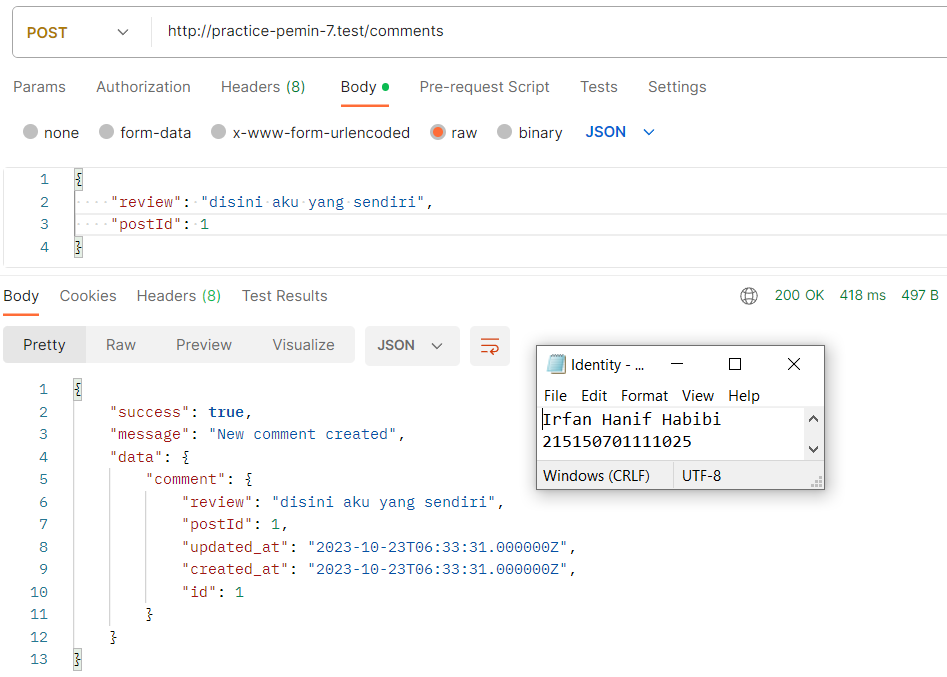 POST http://practice-pemin-7.test/comments
Params Authorization Headers (8) Body Pre-request Script Tests Settings
none form-data x-www-form-urlencoded raw binary JSON
1 {
2 "review": "disini aku yang sendiri",
3 "postId": 1
4 }
Body Cookies Headers (8) Test Results 200 OK 418 ms 497 B
Pretty Raw Preview Visualize JSON
1 {
2 "success": true,
3 "message": "New comment created",
4 "data": {
5 "comment": {
6 "review": "disini aku yang sendiri",
7 "postId": 1,
8 "updated_at": "2023-10-23T06:33:31.000000Z",
9 "created_at": "2023-10-23T06:33:31.000000Z",
10 "id": 1
11 }
12 }
13 }
Identity - ...
File Edit Format View Help
Irfan Hanif Habibi
215150701111025
Windows (CRLF) UTF-8